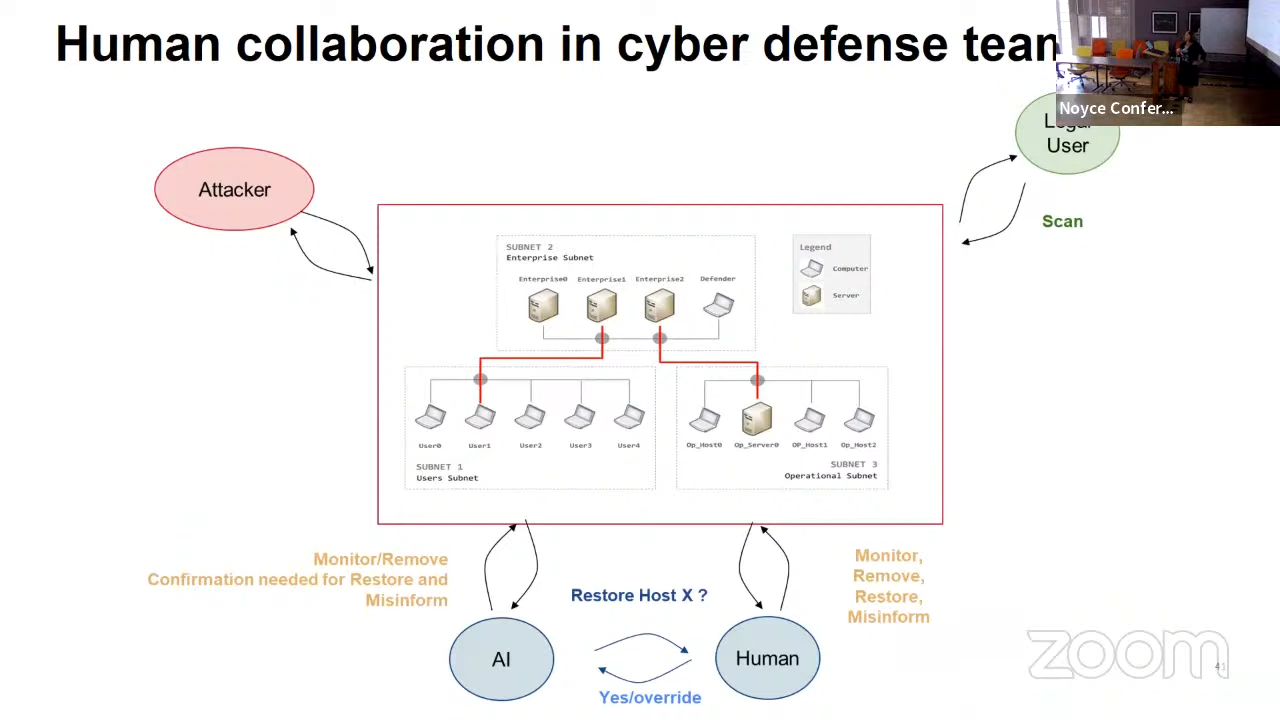 Human collaboration in cyber defense team
Noyce Confer...
Legal
User
Attacker
Scan
SUBNET 2
Enterprise Subnet
Enterprise0 Enterprise1 Enterprise2 Defender
Legend
Computer
Server
User0 User1 User2 User3 User4
SUBNET 1
Users Subnet
Op_Host0 Op_Server0 OP_Host1 Op_Host2
SUBNET 3
Operational Subnet
Monitor/Remove
Confirmation needed for Restore and
Misinform
Restore Host X ?
Monitor,
Remove,
Restore,
Misinform
AI
Human
Yes/override
zoom
41